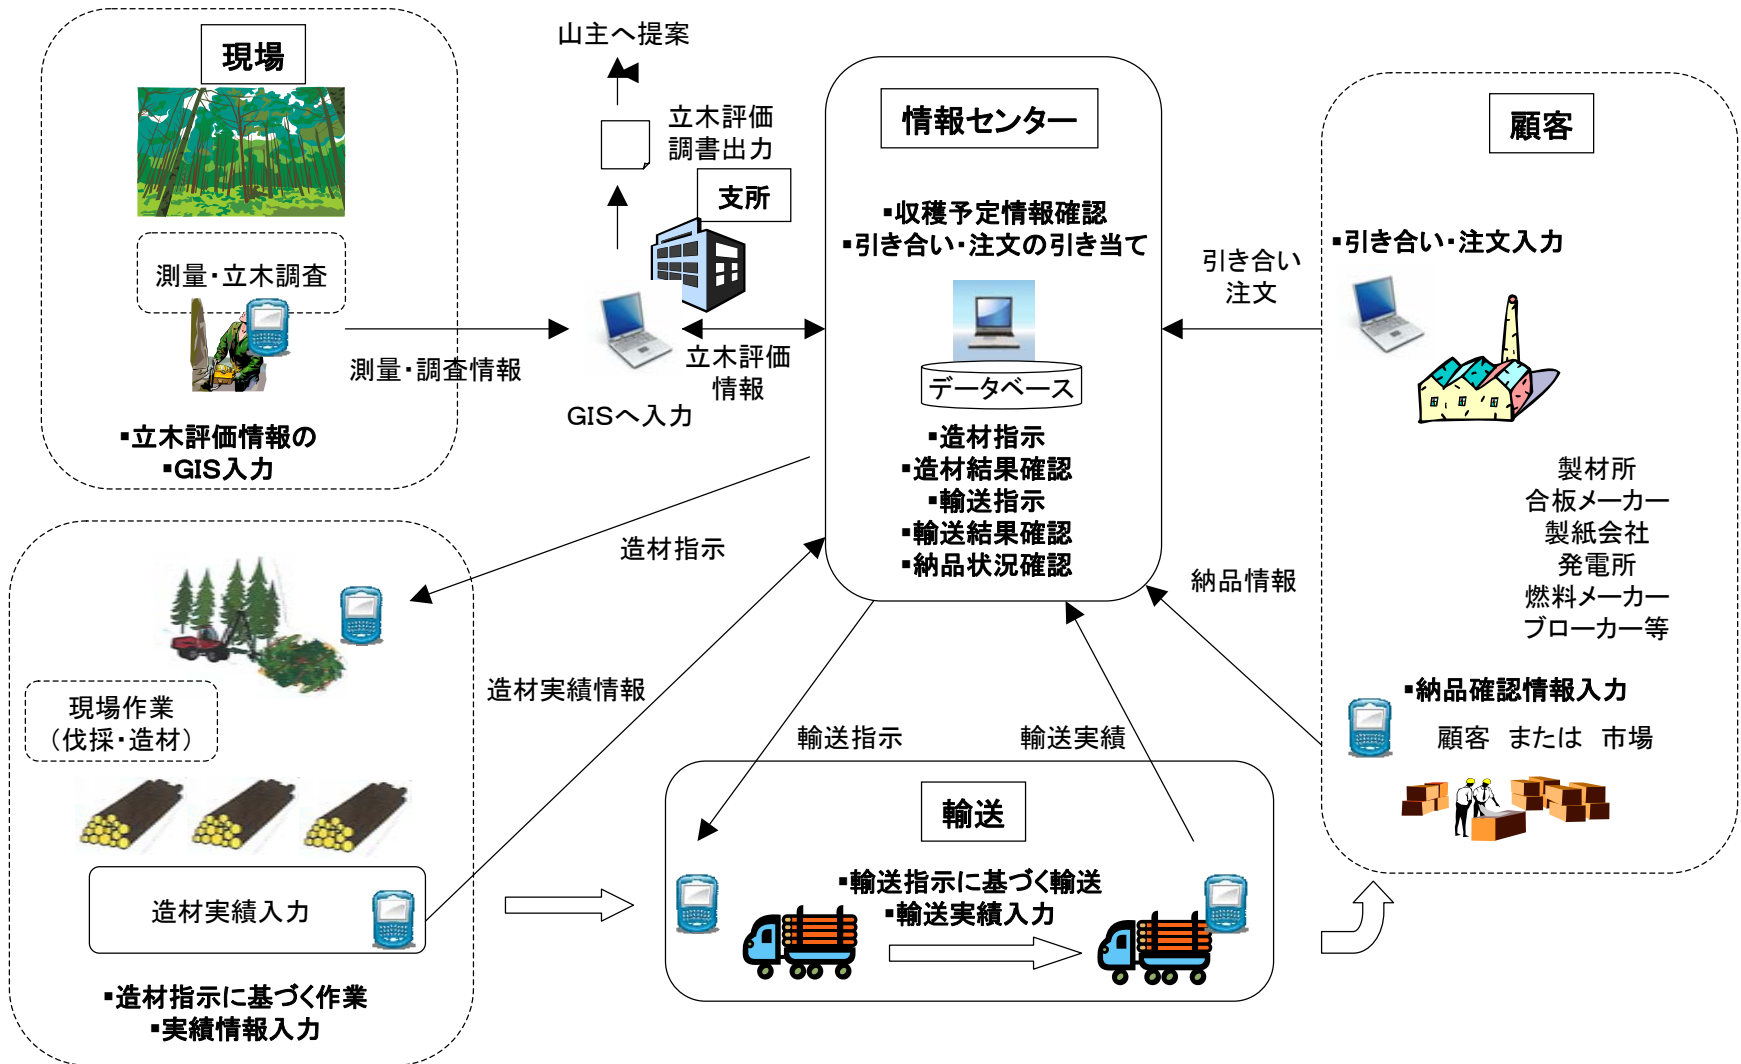 現場
測量・立木調査
測量・調査情報
▪立木評価情報の
▪GIS入力
山主へ提案
立木評価
調書出力
支所
GISへ入力
立木評価
情報
情報センター
▪収穫予定情報確認
▪引き合い・注文の引き当て
データベース
▪造材指示
▪造材結果確認
▪輸送指示
▪輸送結果確認
▪納品状況確認
引き合い
注文
顧客
▪引き合い・注文入力
製材所
合板メーカー
製紙会社
発電所
燃料メーカー
ブローカー等
納品情報
▪納品確認情報入力
顧客 または 市場
造材指示
造材実績情報
現場作業
（伐採・造材）
造材実績入力
▪造材指示に基づく作業
▪実績情報入力
輸送指示
輸送実績
輸送
▪輸送指示に基づく輸送
▪輸送実績入力